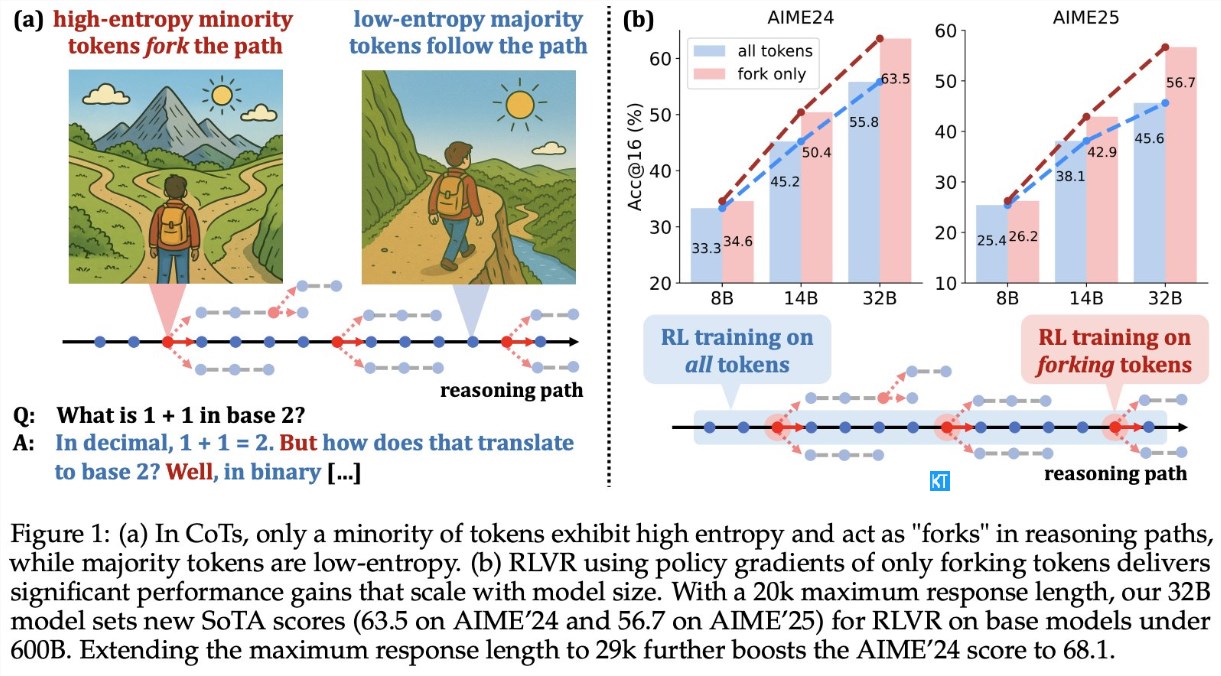 (a) high-entropy minority
tokens fork the path
low-entropy majority
tokens follow the path
reasoning path
Q: What is 1 + 1 in base 2?
A: In decimal, 1 + 1 = 2. But how does that translate
to base 2? Well, in binary [...]
(b)
AIME24
all tokens
fork only
Acc@16 (%)
60
50
40
30
20
33.3
34.6
45.2
50.4
55.8
63.5
8B
14B
32B
AIME25
60
50
40
30
20
10
25.4
26.2
38.1
42.9
45.6
56.7
8B
14B
32B
RL training on
all tokens
RL training on
forking tokens
KT
reasoning path
Figure 1: (a) In CoTs, only a minority of tokens exhibit high entropy and act as "forks" in reasoning paths,
while majority tokens are low-entropy. (b) RLVR using policy gradients of only forking tokens delivers
significant performance gains that scale with model size. With a 20k maximum response length, our 32B
model sets new SoTA scores (63.5 on AIME'24 and 56.7 on AIME'25) for RLVR on base models under
600B. Extending the maximum response length to 29k further boosts the AIME'24 score to 68.1.